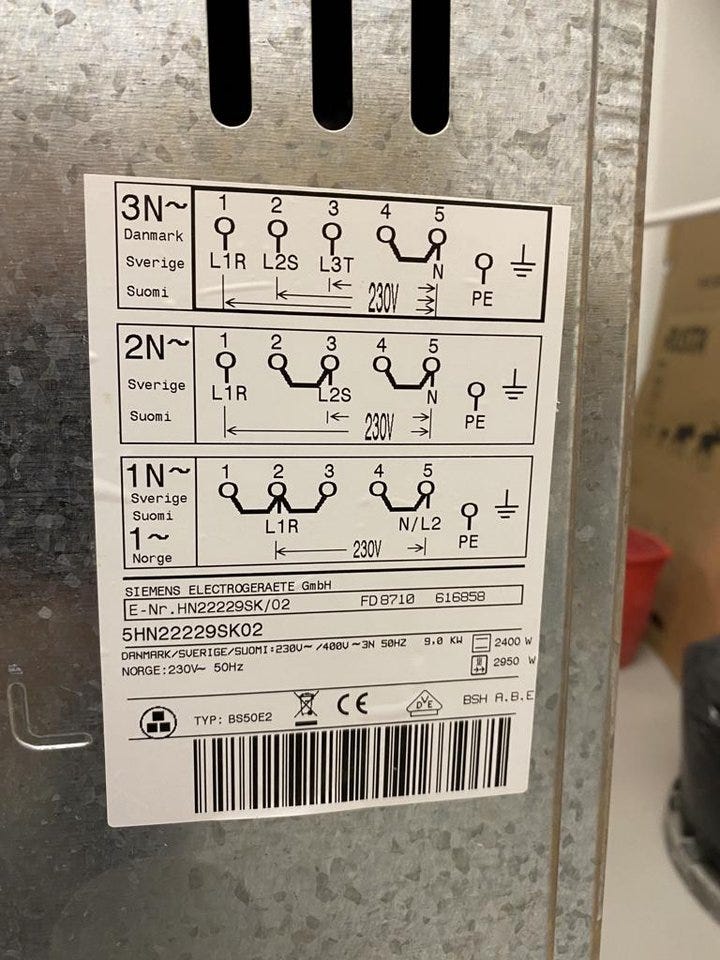 3N~
Danmark
Sverige
Suomi
1 2 3 4 5
L1R L2S L3T N PE
230V
2N~
Sverige
Suomi
1 2 3 4 5
L1R L2S N PE
230V
1N~
Sverige
Suomi
1~
Norge
1 2 3 4 5
L1R N/L2 PE
230V
SIEMENS ELECTROGERAETE GmbH
E-Nr.HN22229SK/02 FD8710 616858
5HN22229SK02
DANMARK/SVERIGE/SUOMI:230V~/400V~3N 50HZ 9,0 KW 2400 W
NORGE:230V~ 50Hz 2950 W
TYP: BS50E2 CE DVE BSH A.B.E